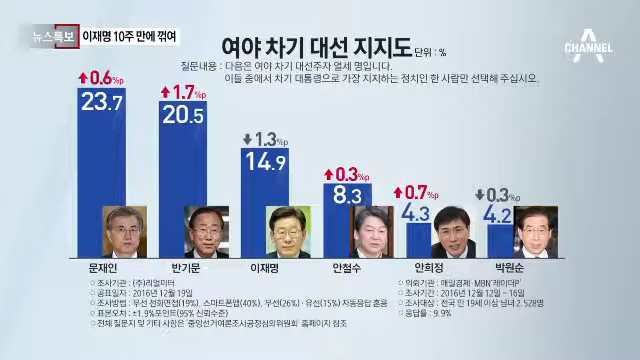 뉴스특보
이재명 10주 만에 꺾여
CHANNEL A
여야 차기 대선 지지도 단위 : %
질문내용 : 다음은 여야 차기 대선주자 열세 명입니다.
이들 중에서 차기 대통령으로 가장 지지하는 정치인 한 사람만 선택해 주십시오.
↑0.6%p
23.7
↑1.7%p
20.5
↓1.3%p
14.9
↑0.3%p
8.3
↑0.7%p
4.3
↓0.3%p
4.2
문재인 반기문 이재명 안철수 안희정 박원순
○ 조사기관 : (주)리얼미터
○ 공표일자 : 2016년 12월 19일
○ 조사방법 : 무선 전화면접(19%), 스마트폰앱(40%), 무선(26%)·유선(15%) 자동응답 혼용
○ 표본오차 : ±1.9%포인트(95% 신뢰수준)
○ 전체 질문지 및 기타 사항은 '중앙선거여론조사공정심의위원회' 홈페이지 참조
○ 의뢰기관 : 매일경제·MBN '레이더P'
○ 조사기간 : 2016년 12월 12일 ~ 16일
○ 조사대상 : 전국 만 19세 이상 남녀 2,528명
○ 응답률 : 9.9%